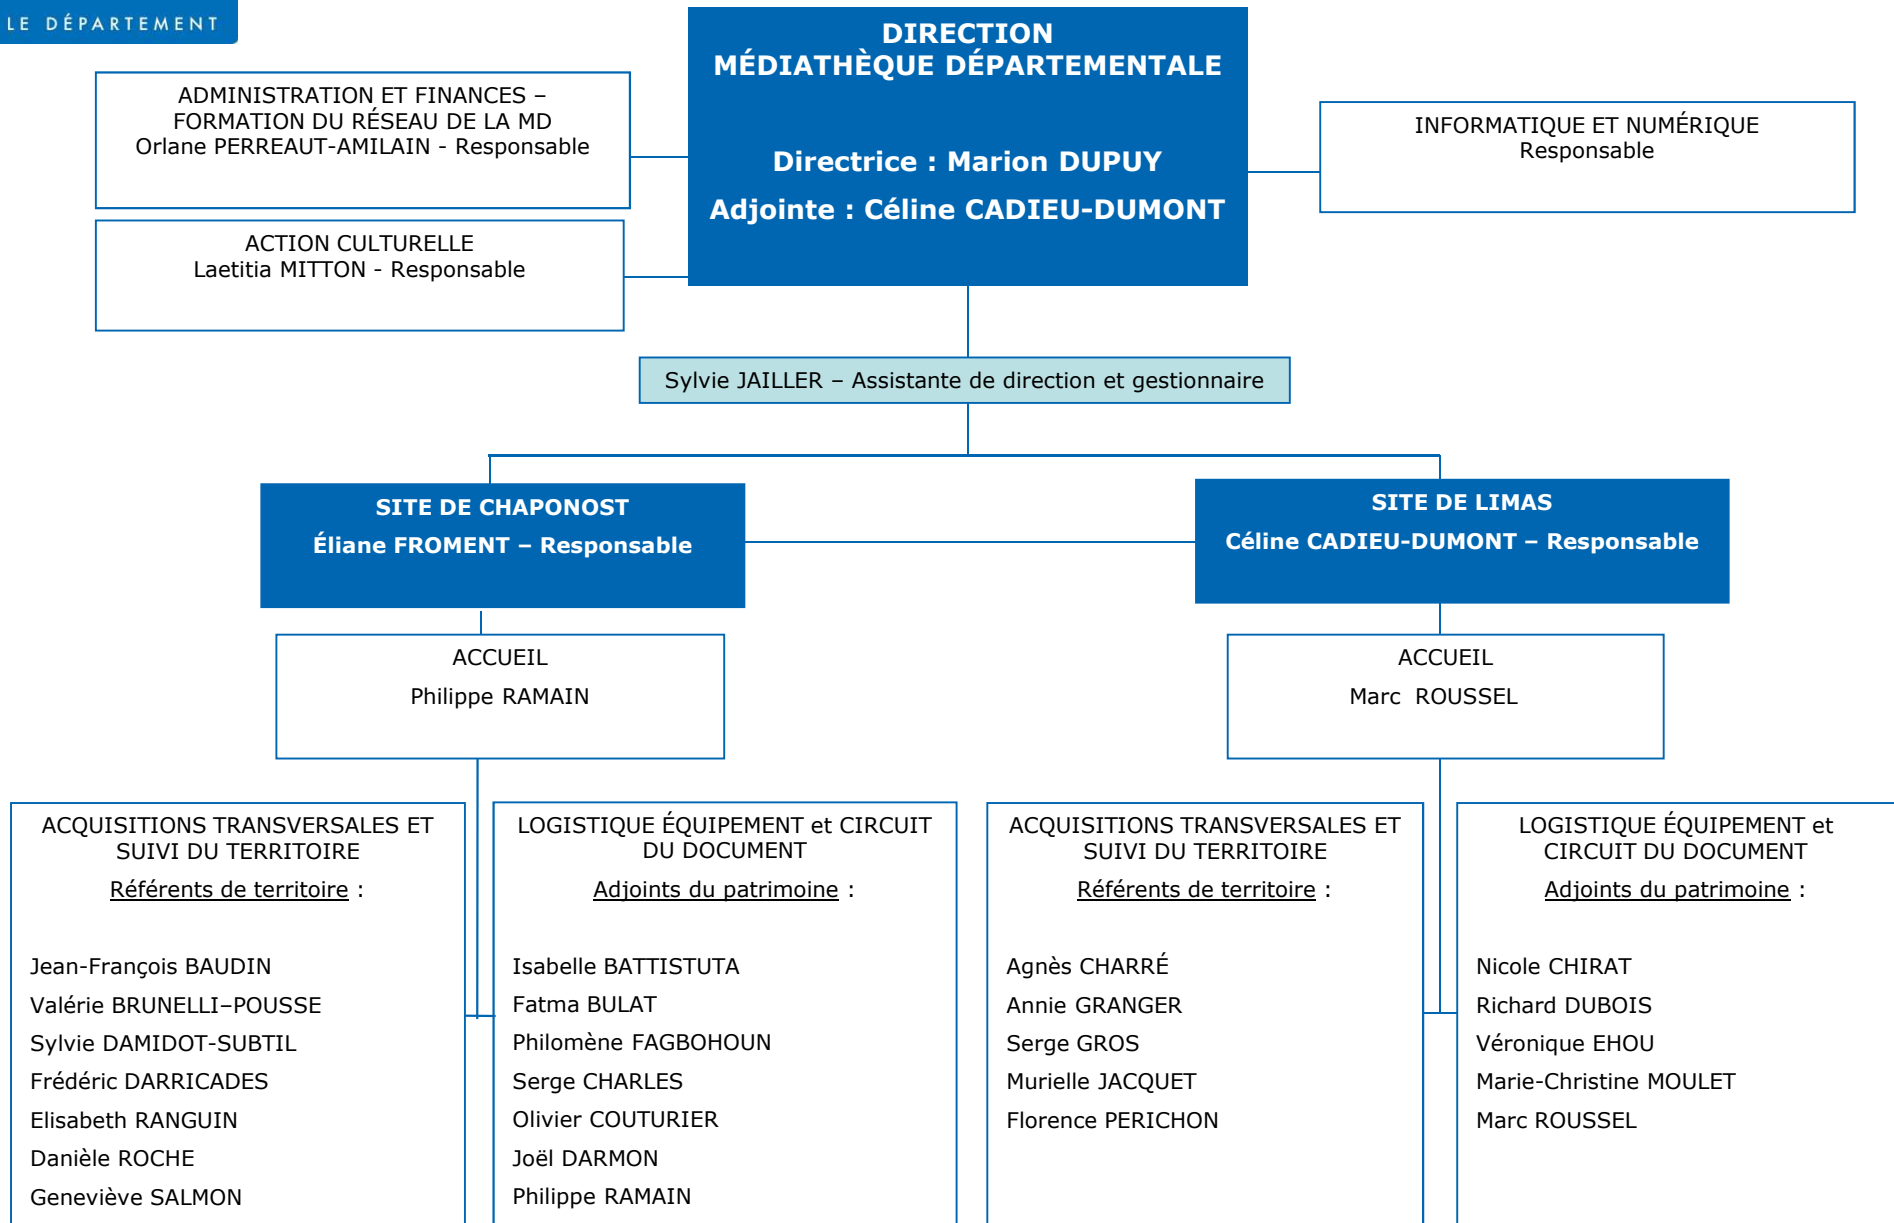 LE DÉPARTEMENT
DIRECTION
MÉDIATHÈQUE DÉPARTEMENTALE
Directrice : Marion DUPUY
Adjointe : Céline CADIEU-DUMONT
ADMINISTRATION ET FINANCES –
FORMATION DU RÉSEAU DE LA MD
Orlane PERREAUT-AMILAIN - Responsable
ACTION CULTURELLE
Laetitia MITTON - Responsable
INFORMATIQUE ET NUMÉRIQUE
Responsable
Sylvie JAILLER – Assistante de direction et gestionnaire
SITE DE CHAPONOST
Éliane FROMENT – Responsable
SITE DE LIMAS
Céline CADIEU-DUMONT – Responsable
ACCUEIL
Philippe RAMAIN
ACCUEIL
Marc  ROUSSEL
ACQUISITIONS TRANSVERSALES ET
SUIVI DU TERRITOIRE
Référents de territoire :
Jean-François BAUDIN
Valérie BRUNELLI–POUSSE
Sylvie DAMIDOT-SUBTIL
Frédéric DARRICADES
Elisabeth RANGUIN
Danièle ROCHE
Geneviève SALMON
LOGISTIQUE ÉQUIPEMENT et CIRCUIT
DU DOCUMENT
Adjoints du patrimoine :
Isabelle BATTISTUTA
Fatma BULAT
Philomène FAGBOHOUN
Serge CHARLES
Olivier COUTURIER
Joël DARMON
Philippe RAMAIN
ACQUISITIONS TRANSVERSALES ET
SUIVI DU TERRITOIRE
Référents de territoire :
Agnès CHARRÉ
Annie GRANGER
Serge GROS
Murielle JACQUET
Florence PERICHON
LOGISTIQUE ÉQUIPEMENT et
CIRCUIT DU DOCUMENT
Adjoints du patrimoine :
Nicole CHIRAT
Richard DUBOIS
Véronique EHOU
Marie-Christine MOULET
Marc ROUSSEL